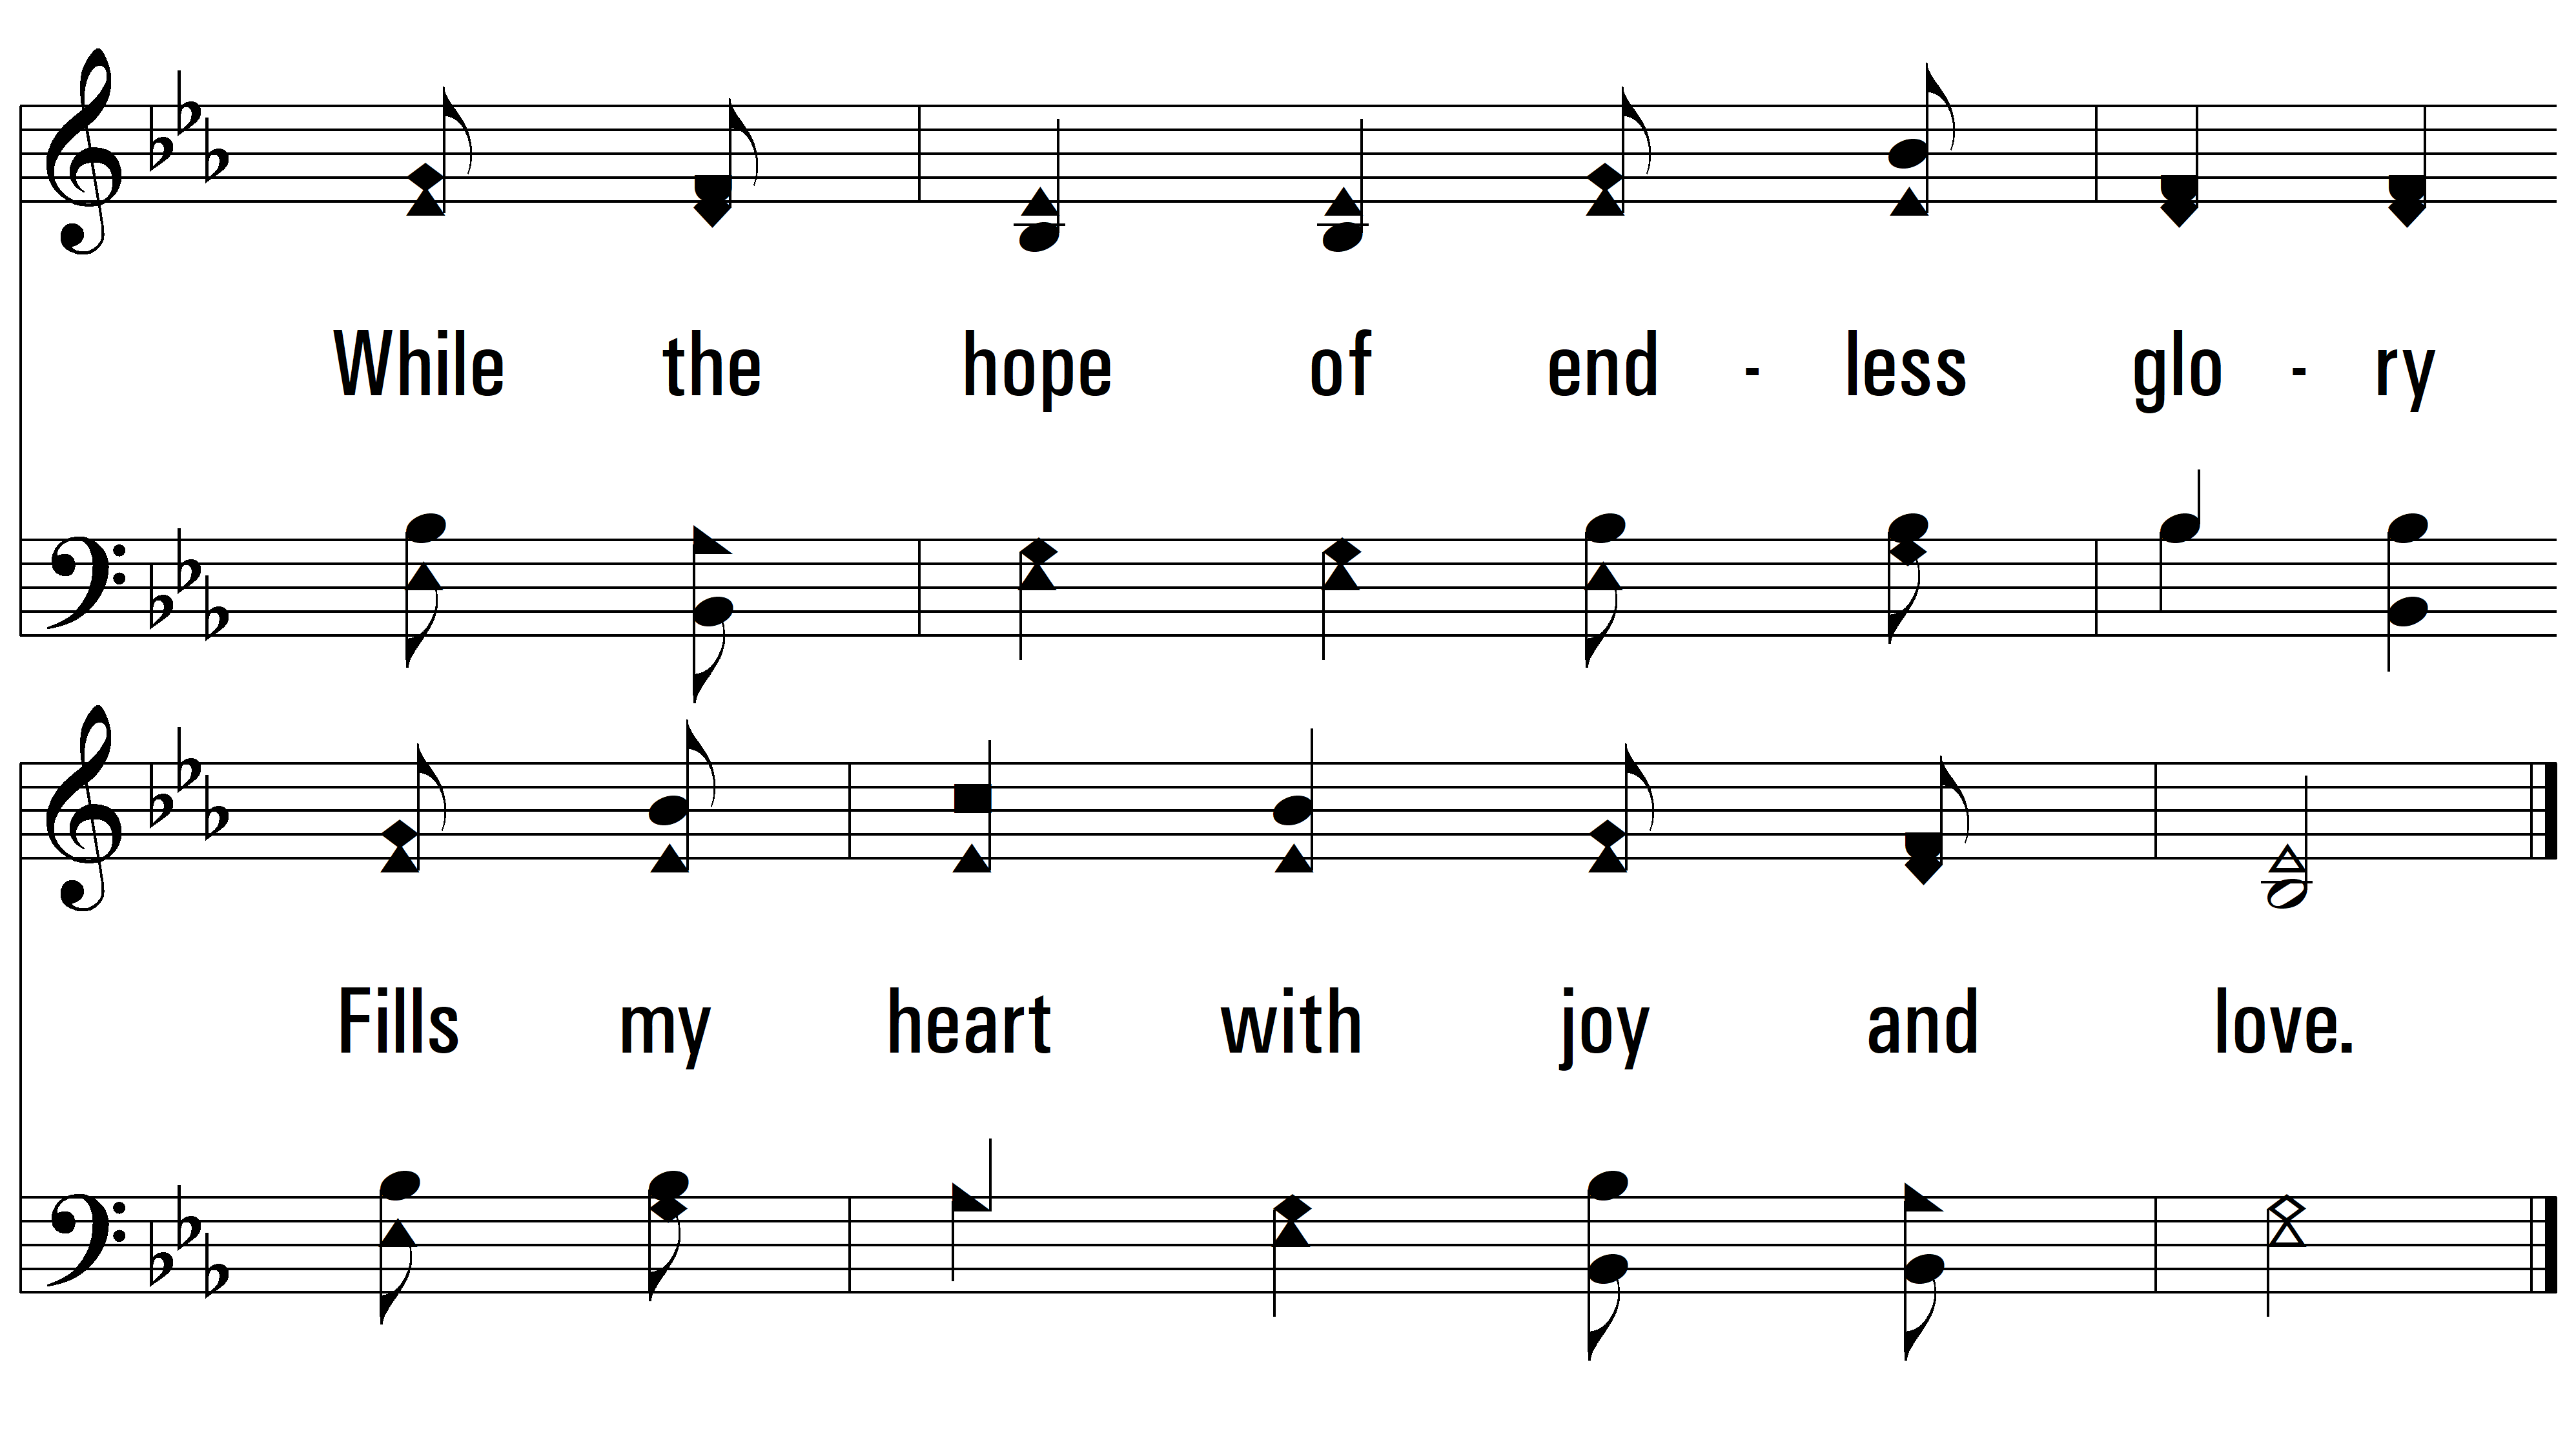 While the hope of end - less glo - ry
Fills my heart with joy and love.